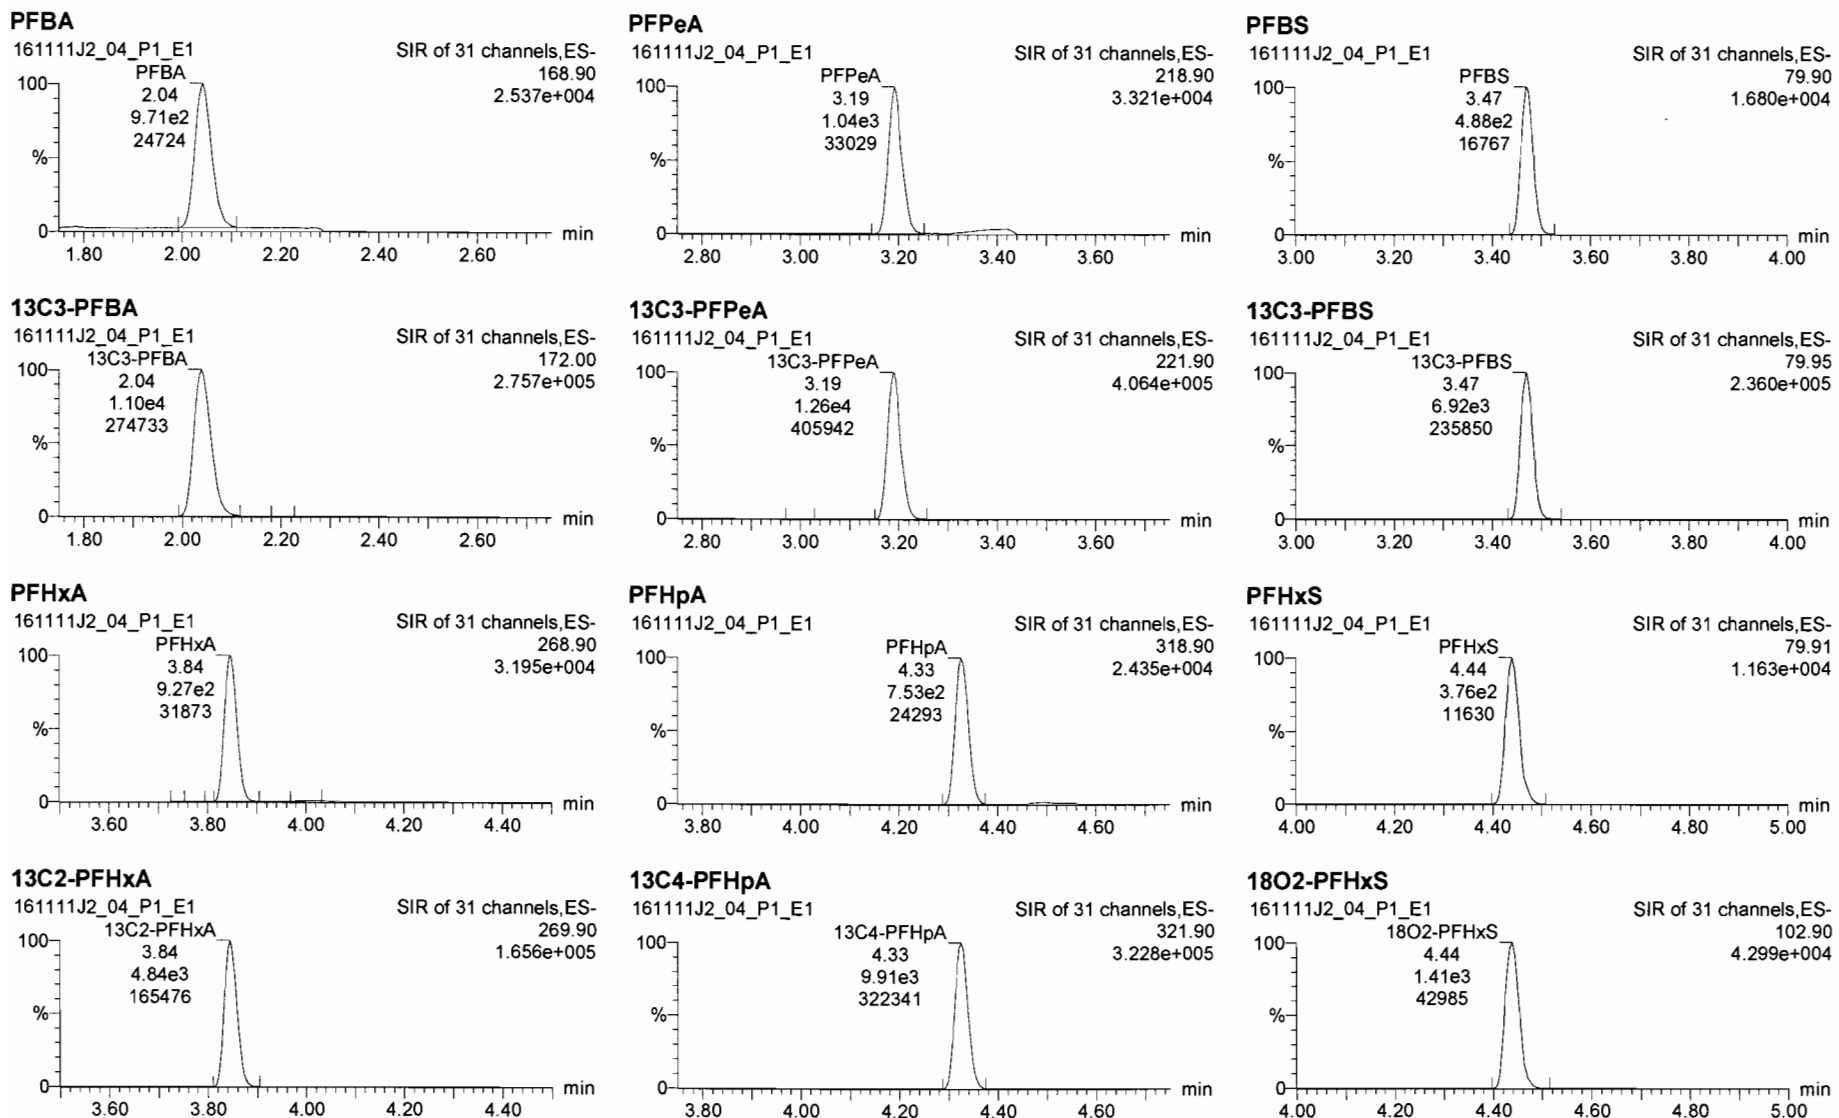 PFBA
161111J2_04_P1_E1
SIR of 31 channels,ES-
PFBA
168.90
2.04
2.537e+004
9.71e2
24724
100
%
0
min
1.80 2.00 2.20 2.40 2.60
PFPeA
161111J2_04_P1_E1
SIR of 31 channels,ES-
PFPeA
218.90
3.19
3.321e+004
1.04e3
33029
100
%
0
min
2.80 3.00 3.20 3.40 3.60
PFBS
161111J2_04_P1_E1
SIR of 31 channels,ES-
PFBS
79.90
3.47
1.680e+004
4.88e2
16767
100
%
0
min
3.00 3.20 3.40 3.60 3.80 4.00
13C3-PFBA
161111J2_04_P1_E1
SIR of 31 channels,ES-
13C3-PFBA
172.00
2.04
2.757e+005
1.10e4
274733
100
%
0
min
1.80 2.00 2.20 2.40 2.60
13C3-PFPeA
161111J2_04_P1_E1
SIR of 31 channels,ES-
13C3-PFPeA
221.90
3.19
4.064e+005
1.26e4
405942
100
%
0
min
2.80 3.00 3.20 3.40 3.60
13C3-PFBS
161111J2_04_P1_E1
SIR of 31 channels,ES-
13C3-PFBS
79.95
3.47
2.360e+005
6.92e3
235850
100
%
0
min
3.00 3.20 3.40 3.60 3.80 4.00
PFHxA
161111J2_04_P1_E1
SIR of 31 channels,ES-
PFHxA
268.90
3.84
3.195e+004
9.27e2
31873
100
%
0
min
3.60 3.80 4.00 4.20 4.40
PFHpA
161111J2_04_P1_E1
SIR of 31 channels,ES-
PFHpA
318.90
4.33
2.435e+004
7.53e2
24293
100
%
0
min
3.80 4.00 4.20 4.40 4.60
PFHxS
161111J2_04_P1_E1
SIR of 31 channels,ES-
PFHxS
79.91
4.44
1.163e+004
3.76e2
11630
100
%
0
min
4.00 4.20 4.40 4.60 4.80 5.00
13C2-PFHxA
161111J2_04_P1_E1
SIR of 31 channels,ES-
13C2-PFHxA
269.90
3.84
1.656e+005
4.84e3
165476
100
%
0
min
3.60 3.80 4.00 4.20 4.40
13C4-PFHpA
161111J2_04_P1_E1
SIR of 31 channels,ES-
13C4-PFHpA
321.90
4.33
3.228e+005
9.91e3
322341
100
%
0
min
3.80 4.00 4.20 4.40 4.60
18O2-PFHxS
161111J2_04_P1_E1
SIR of 31 channels,ES-
18O2-PFHxS
102.90
4.44
4.299e+004
1.41e3
42985
100
%
0
min
4.00 4.20 4.40 4.60 4.80 5.00